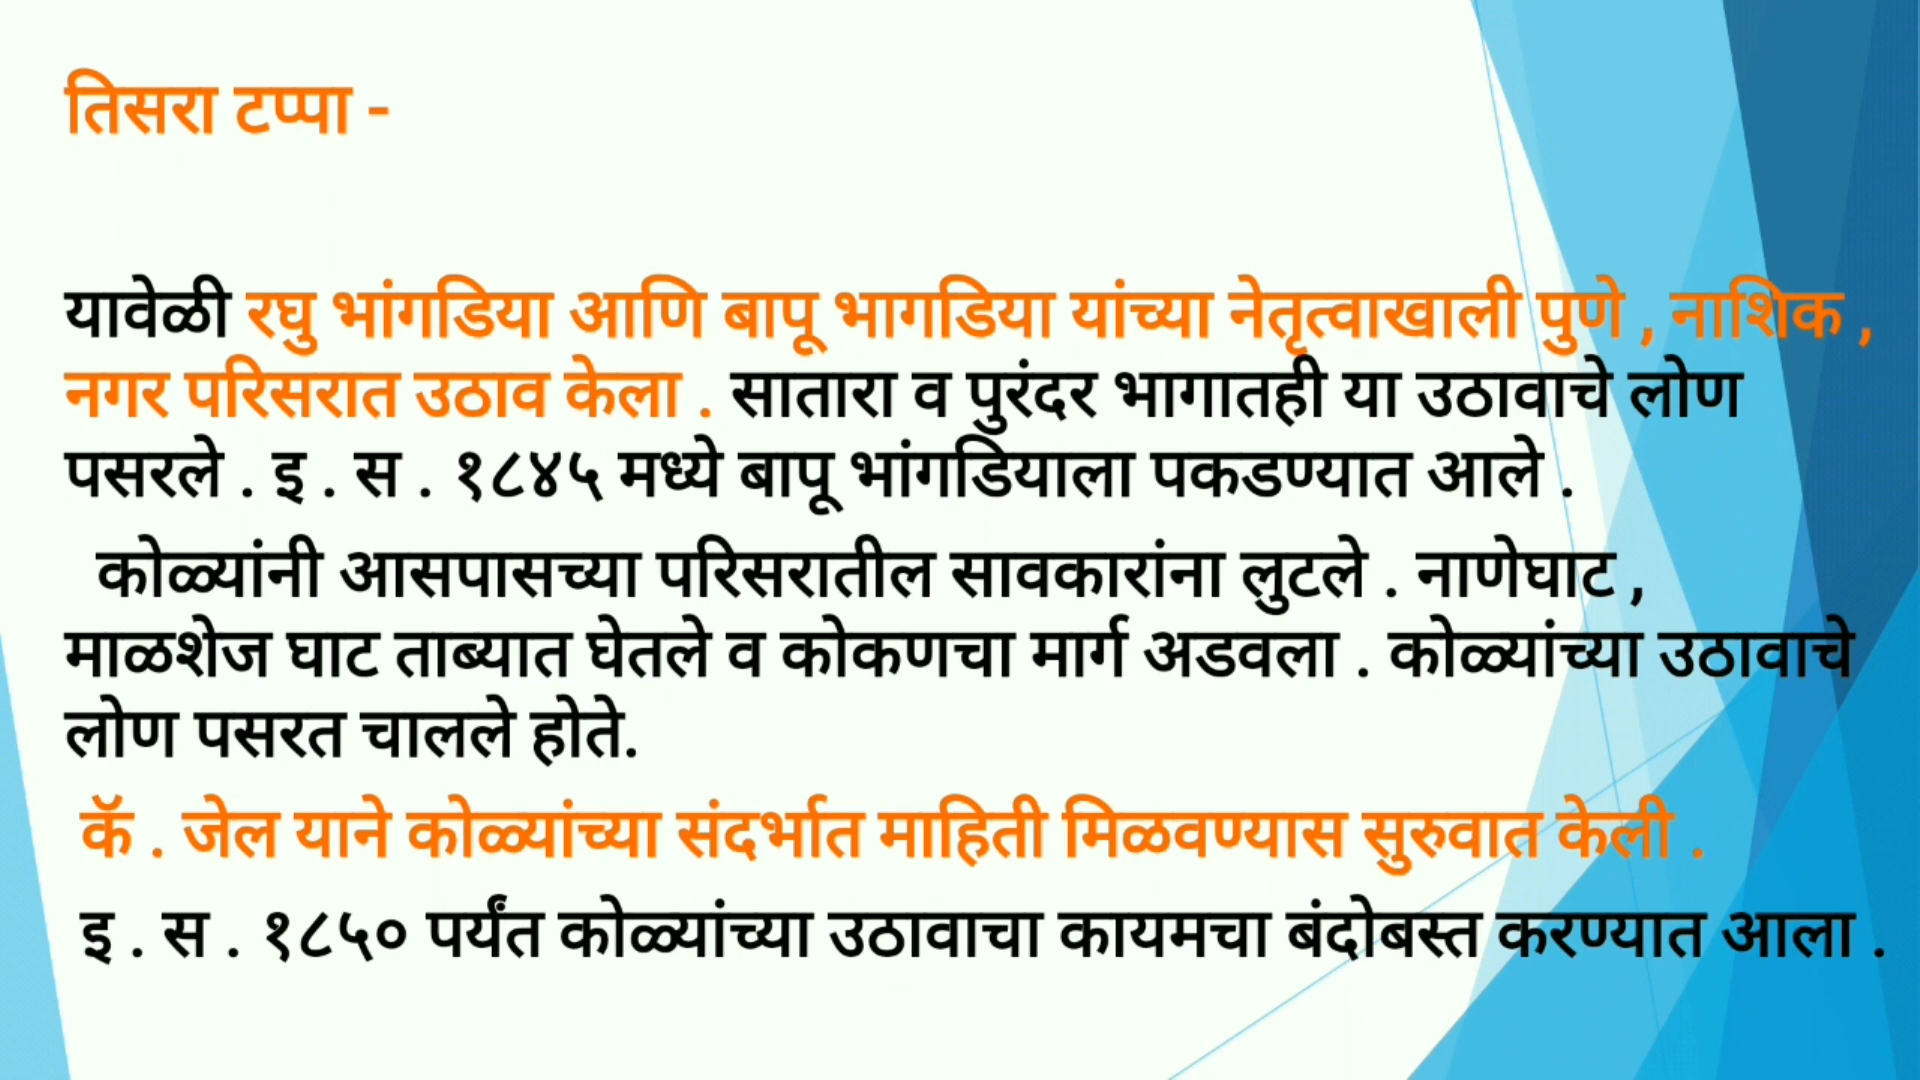 तिसरा टप्पा -
यावेळी रघु भांगडिया आणि बापू भागडिया यांच्या नेतृत्वाखाली पुणे , नाशिक ,
नगर परिसरात उठाव केला . सातारा व पुरंदर भागातही या उठावाचे लोण
पसरले . इ . स . १८४५ मध्ये बापू भांगडियाला पकडण्यात आले .
कोळ्यांनी आसपासच्या परिसरातील सावकारांना लुटले . नाणेघाट ,
माळशेज घाट ताब्यात घेतले व कोकणचा मार्ग अडवला . कोळ्यांच्या उठावाचे
लोण पसरत चालले होते.
कॅ . जेल याने कोळ्यांच्या संदर्भात माहिती मिळवण्यास सुरुवात केली .
इ . स . १८५० पर्यंत कोळ्यांच्या उठावाचा कायमचा बंदोबस्त करण्यात आला .